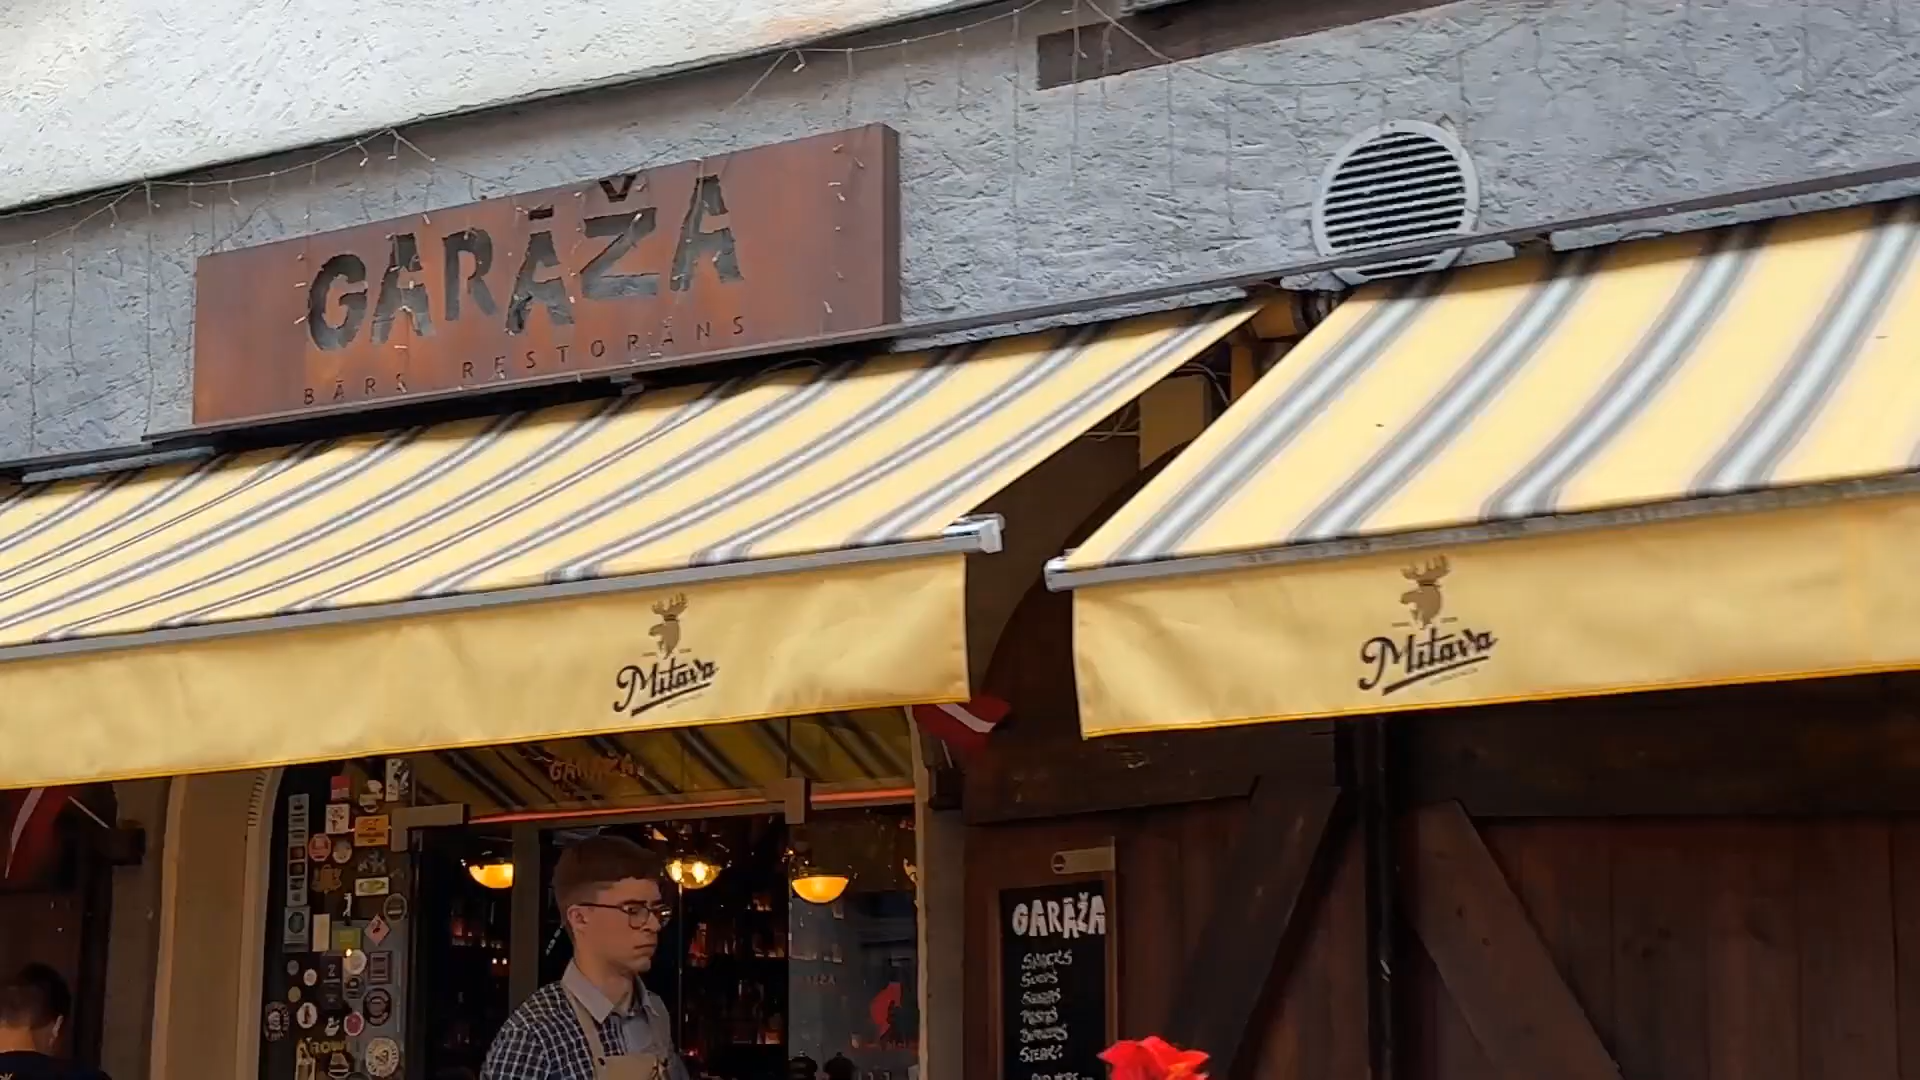 GARĀŽA
BĀRS RESTORĀNS
Mitava
Mitava
GARĀŽA
GARĀŽA
SNACKS
SOUPS
SALADS
PASTAS
BURGERS
STEAKS